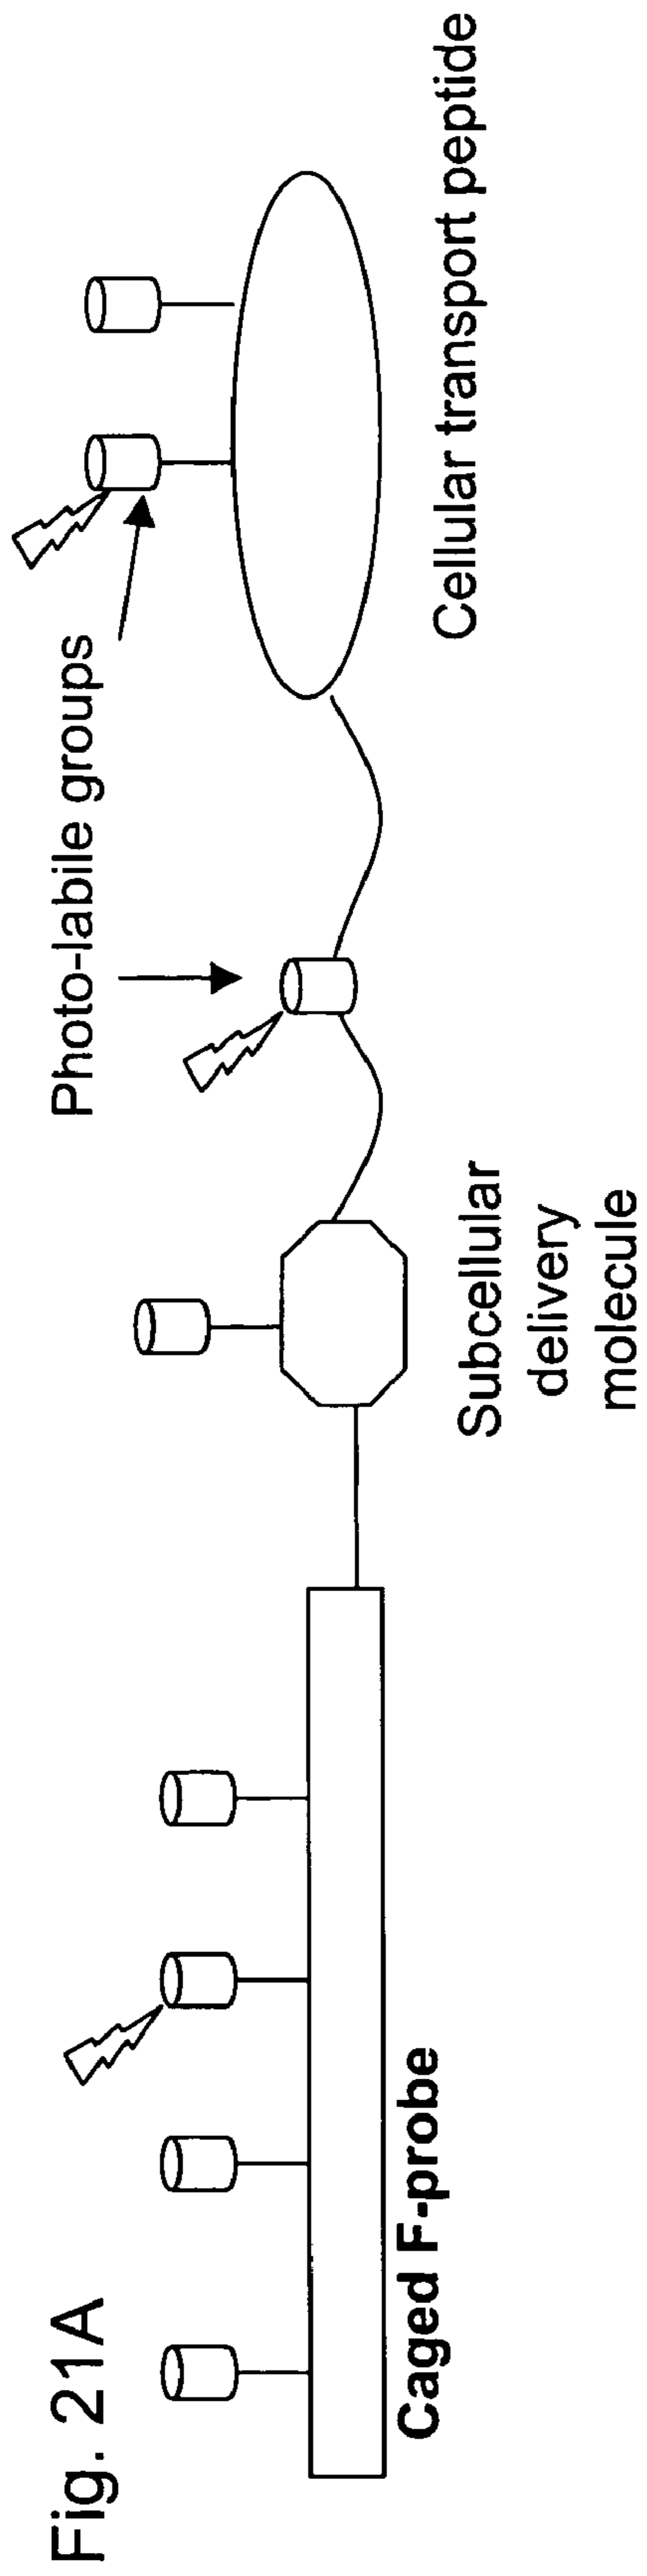 Fig. 21A
Photo-labile groups
Caged F-probe
Subcellular
delivery
molecule
Cellular transport peptide